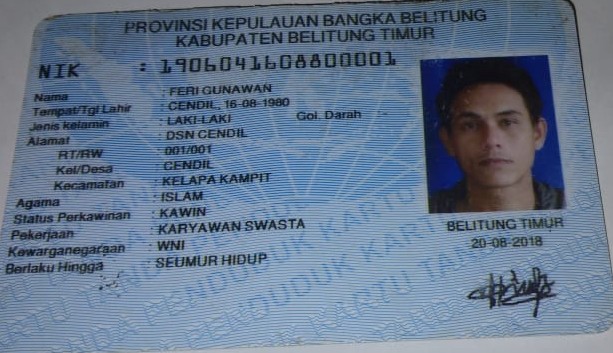 PROVINSI KEPULAUAN BANGKA BELITUNG
KABUPATEN BELITUNG TIMUR
NIK : 1906041608800001
Nama : FERI GUNAWAN
Tempat/Tgl Lahir : CENDIL, 16-08-1980
Jenis kelamin : LAKI-LAKI Gol. Darah :-
Alamat : DSN CENDIL
RT/RW : 001/001
Kel/Desa : CENDIL
Kecamatan : KELAPA KAMPIT
Agama : ISLAM
Status Perkawinan : KAWIN
Pekerjaan : KARYAWAN SWASTA
Kewarganegaraan : WNI
Berlaku Hingga : SEUMUR HIDUP
BELITUNG TIMUR
20-08-2018